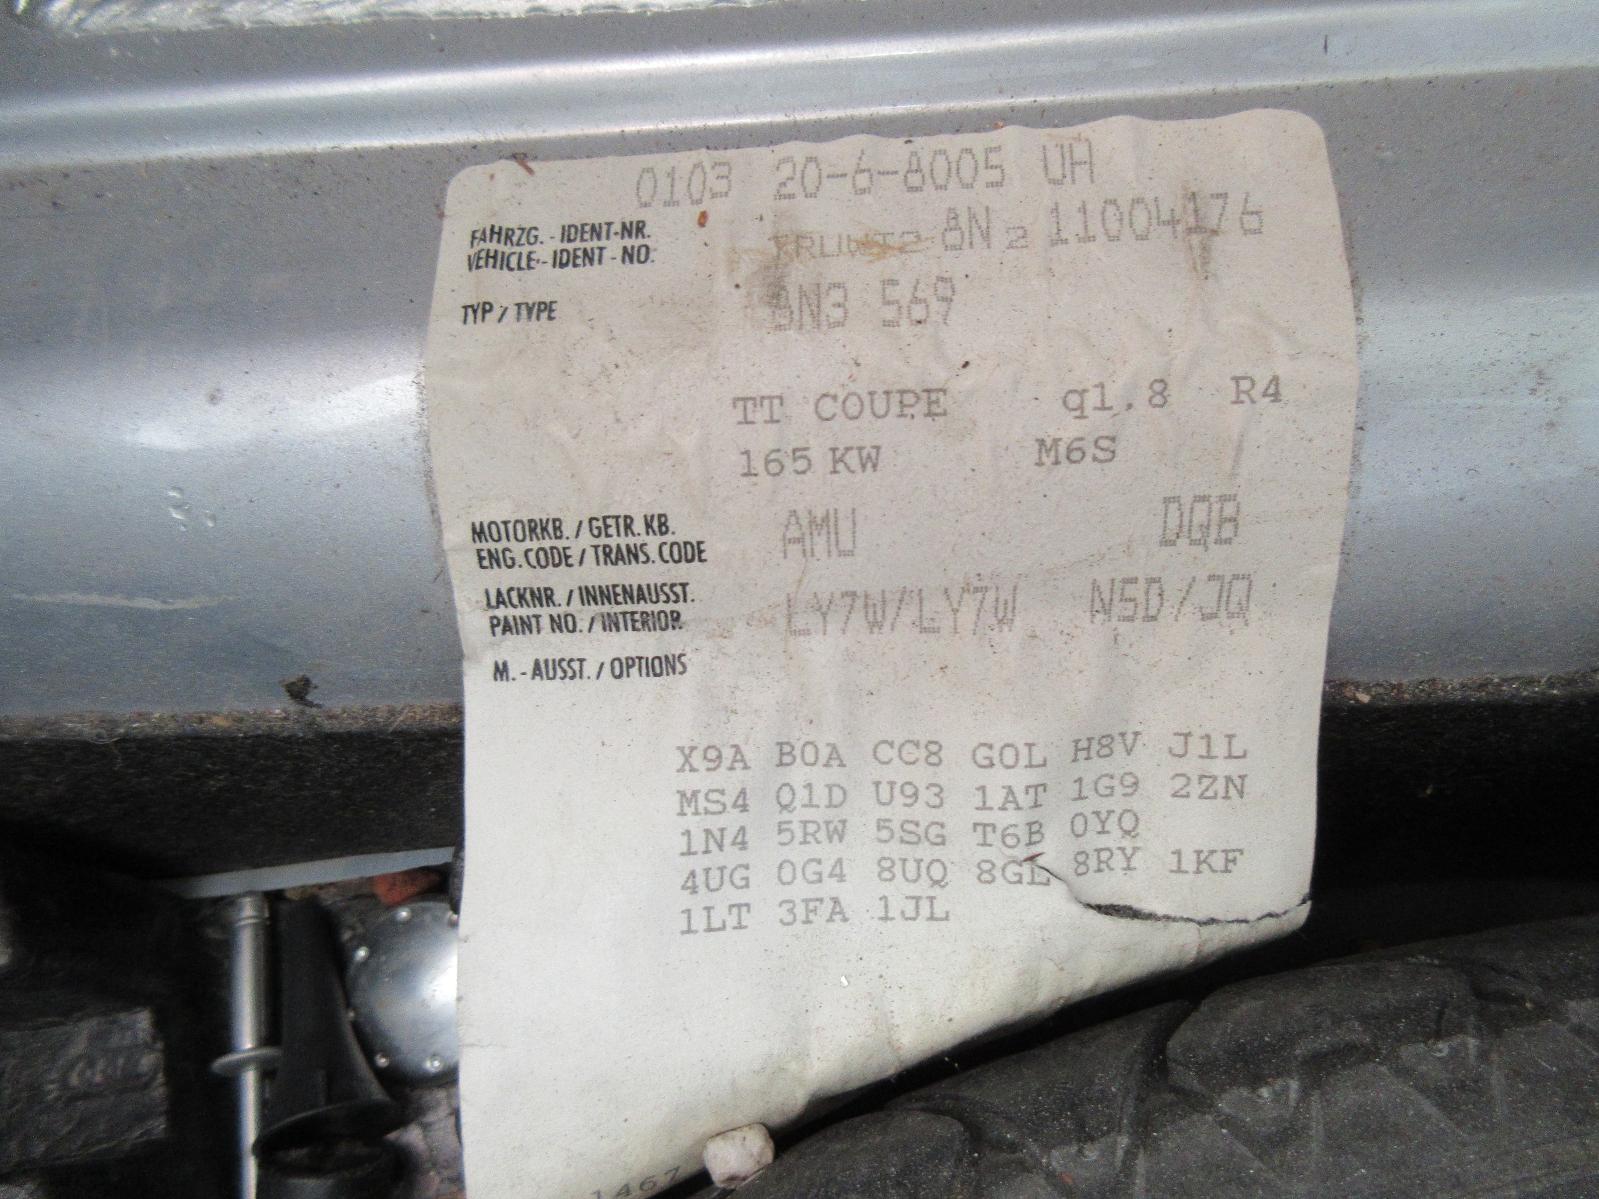 0103 20-6-8005 UH
FAHRZG. - IDENT-NR.
VEHICLE - IDENT - NO. 8N 2 11004176
TYP / TYPE 8N3 569
TT COUPE q1.8 R4
165 KW M6S
MOTORKB. / GETR. KB. AMU DQB
ENG. CODE / TRANS. CODE
LACKNR. / INNENAUSST. LY7W/LY7W N5D/JQ
PAINT NO. / INTERIOR
M. - AUSST. / OPTIONS
X9A B0A CC8 G0L H8V J1L
MS4 Q1D U93 1AT 1G9 2ZN
1N4 5RW 5SG T6B 0YQ
4UG 0G4 8UQ 8GL 8RY 1KF
1LT 3FA 1JL
1467